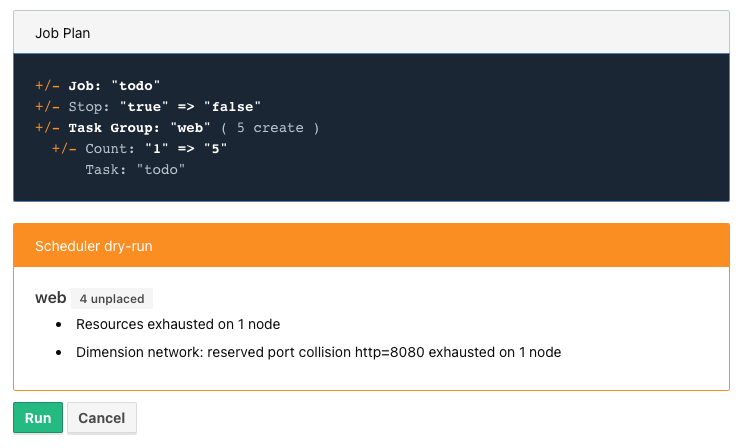 Job Plan
+/- Job: "todo"
+/- Stop: "true" => "false"
+/- Task Group: "web" ( 5 create )
+/- Count: "1" => "5"
Task: "todo"
Scheduler dry-run
web 4 unplaced
• Resources exhausted on 1 node
• Dimension network: reserved port collision http=8080 exhausted on 1 node
Run Cancel